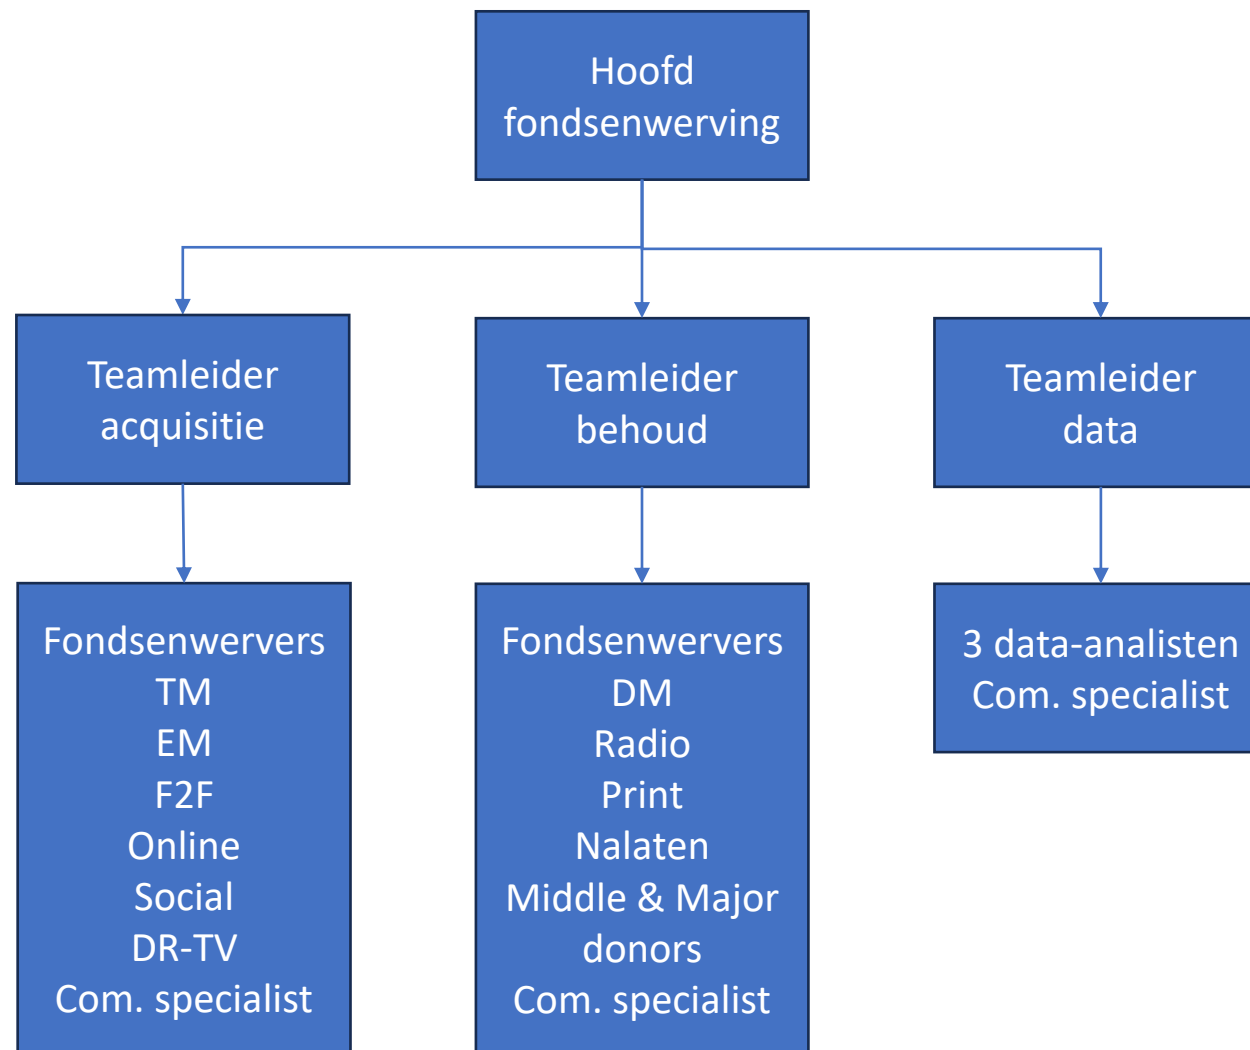 Hoofd
fondsenwerving
Teamleider
acquisitie
Teamleider
behoud
Teamleider
data
Fondsenwervers
TM
EM
F2F
Online
Social
DR-TV
Com. specialist
Fondsenwervers
DM
Radio
Print
Nalaten
Middle & Major
donors
Com. specialist
3 data-analisten
Com. specialist